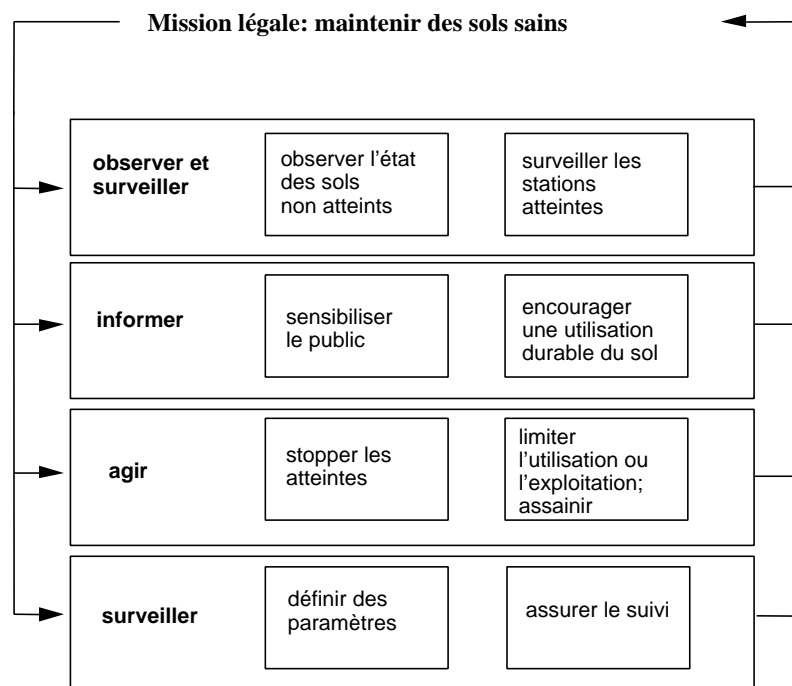 Mission légale: maintenir des sols sains
observer et
surveiller
observer l’état
des sols
non atteints
surveiller les
stations
atteintes
informer
sensibiliser
le public
encourager
une utilisation
durable du sol
agir
stopper les
atteintes
limiter
l’utilisation ou
l’exploitation;
assainir
surveiller
définir des
paramètres
assurer le suivi